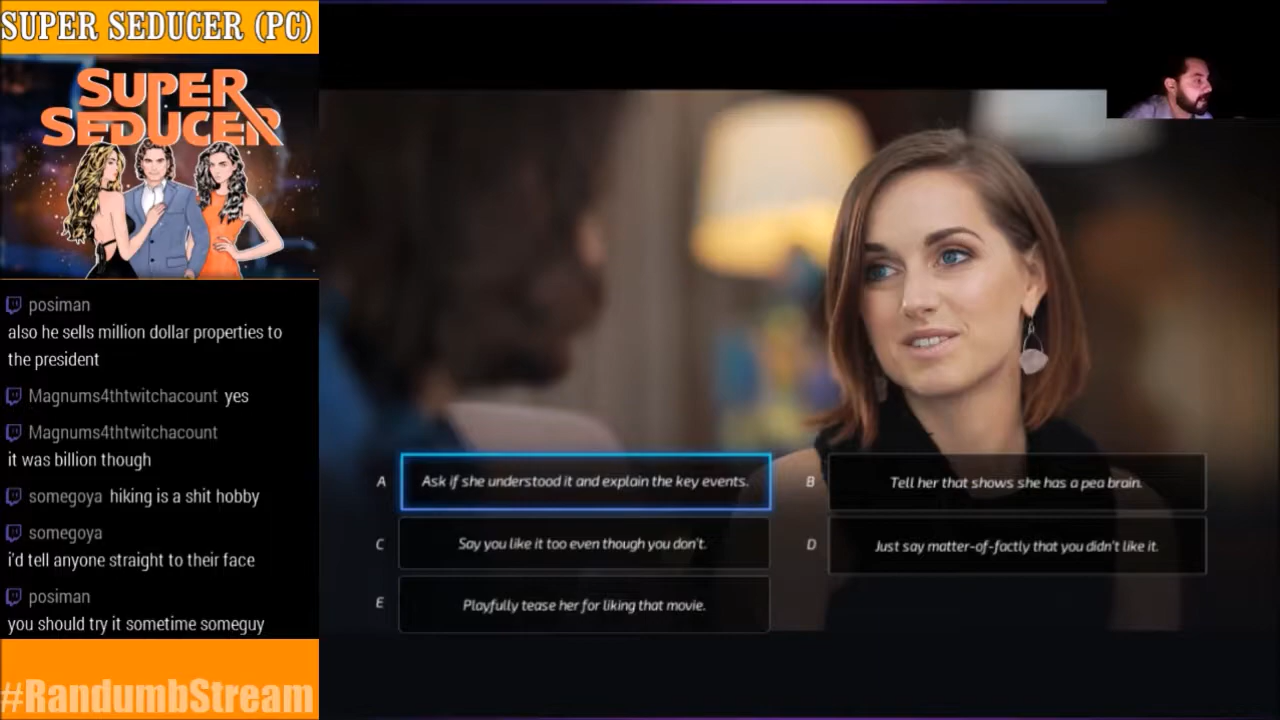 SUPER SEDUCER (PC)
SUPER
SEDUCER
posiman
also he sells million dollar properties to
the president
Magnums4thtwitchacount yes
Magnums4thtwitchacount
it was billion though
somegoya hiking is a shit hobby
somegoya
i'd tell anyone straight to their face
posiman
you should try it sometime someguy
#RandumbStream
A Ask if she understood it and explain the key events.
B Tell her that shows she has a pea brain.
C Say you like it too even though you don't.
D Just say matter-of-factly that you didn't like it.
E Playfully tease her for liking that movie.